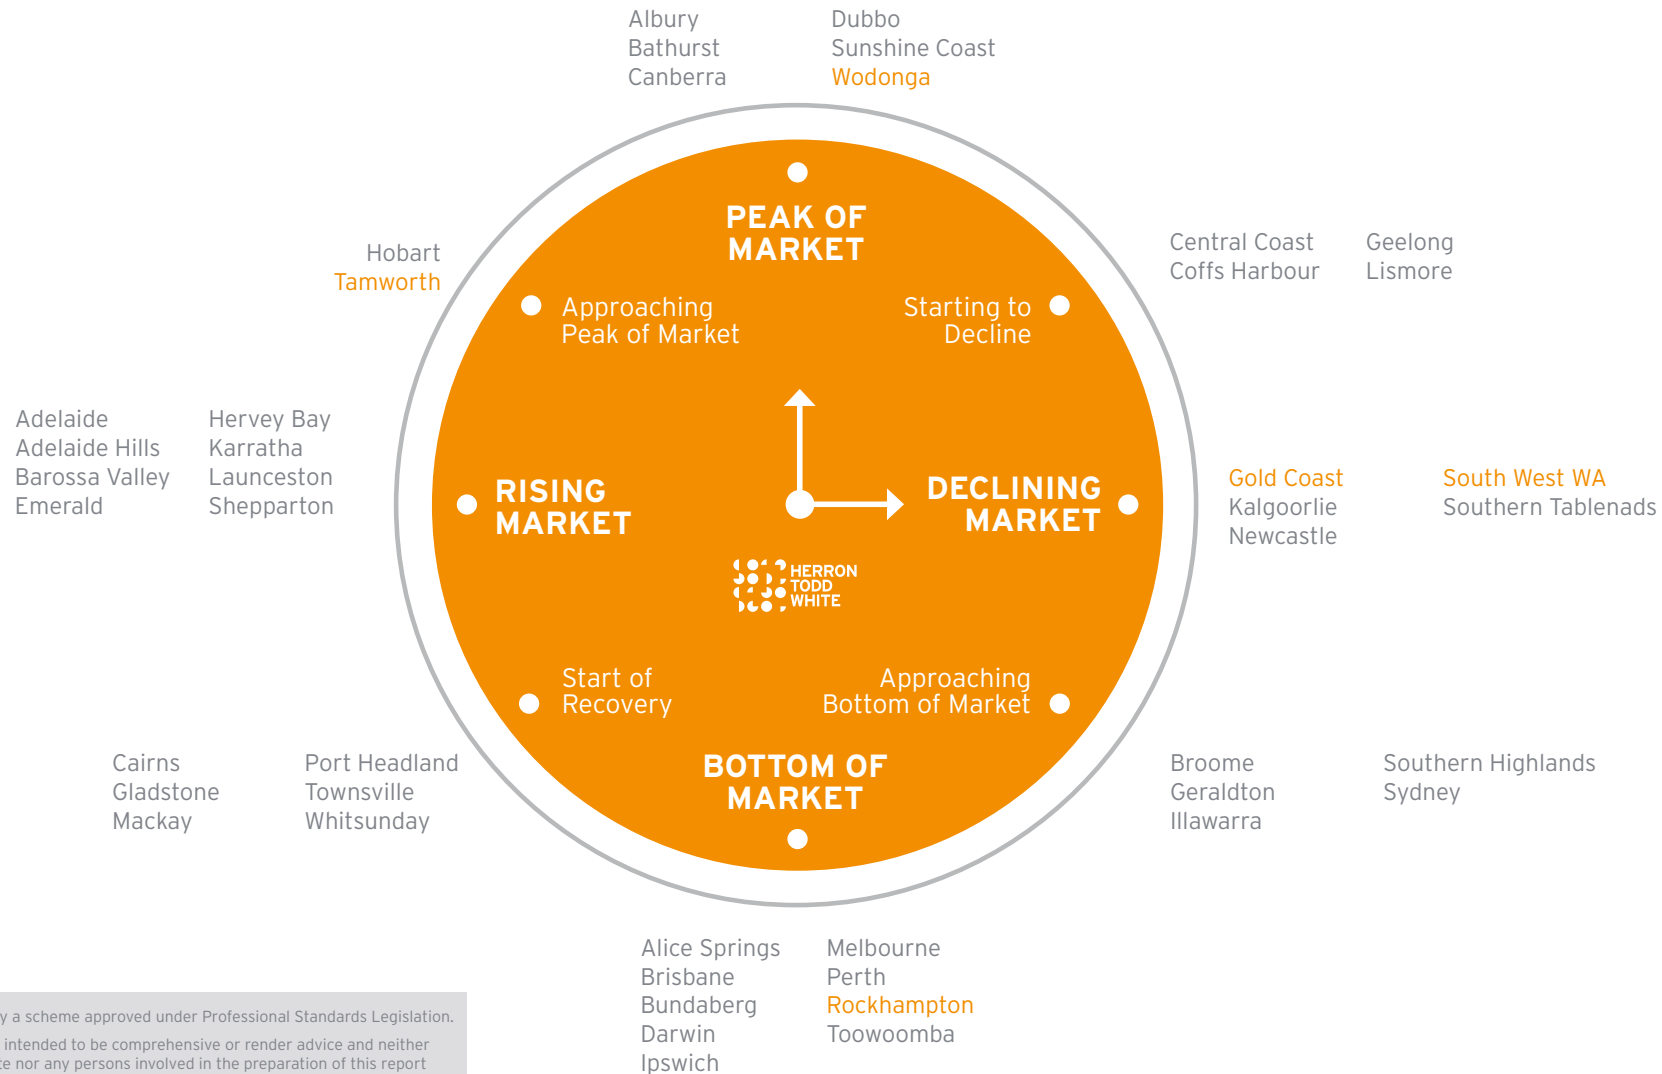 Albury
Bathurst
Canberra
Dubbo
Sunshine Coast
Wodonga
PEAK OF
MARKET
Hobart
Tamworth
Approaching
Peak of Market
Starting to
Decline
Central Coast
Coffs Harbour
Geelong
Lismore
Adelaide
Adelaide Hills
Barossa Valley
Emerald
Hervey Bay
Karratha
Launceston
Shepparton
RISING
MARKET
DECLINING
MARKET
Gold Coast
Kalgoorlie
Newcastle
South West WA
Southern Tablenads
HERRON
TODD
WHITE
Start of
Recovery
Approaching
Bottom of Market
Cairns
Gladstone
Mackay
Port Headland
Townsville
Whitsunday
BOTTOM OF
MARKET
Broome
Geraldton
Illawarra
Southern Highlands
Sydney
Alice Springs
Brisbane
Bundaberg
Darwin
Ipswich
Melbourne
Perth
Rockhampton
Toowoomba
y a scheme approved under Professional Standards Legislation.
intended to be comprehensive or render advice and neither
te nor any persons involved in the preparation of this report